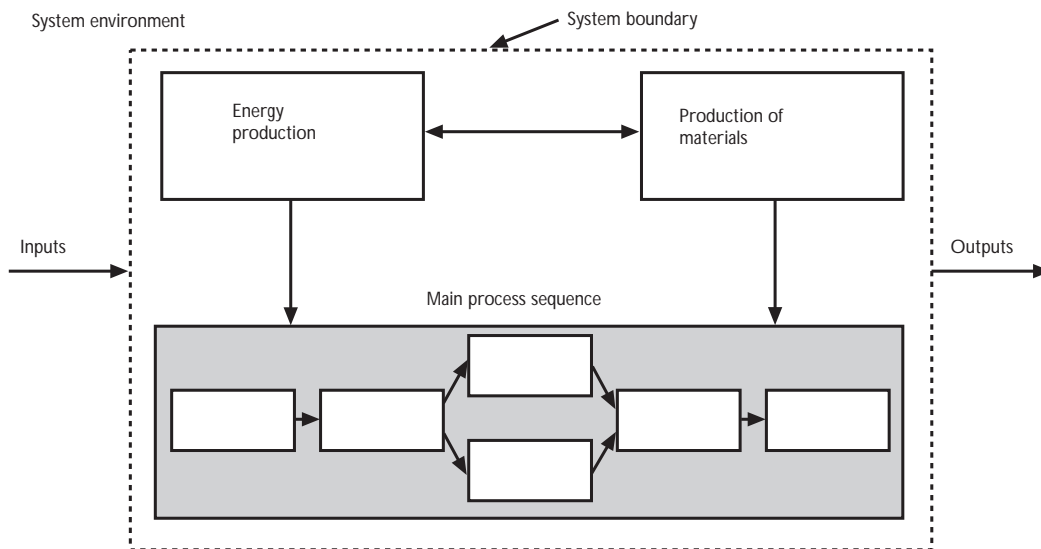 System environment
System boundary
Energy
production
Production of
materials
Inputs
Outputs
Main process sequence